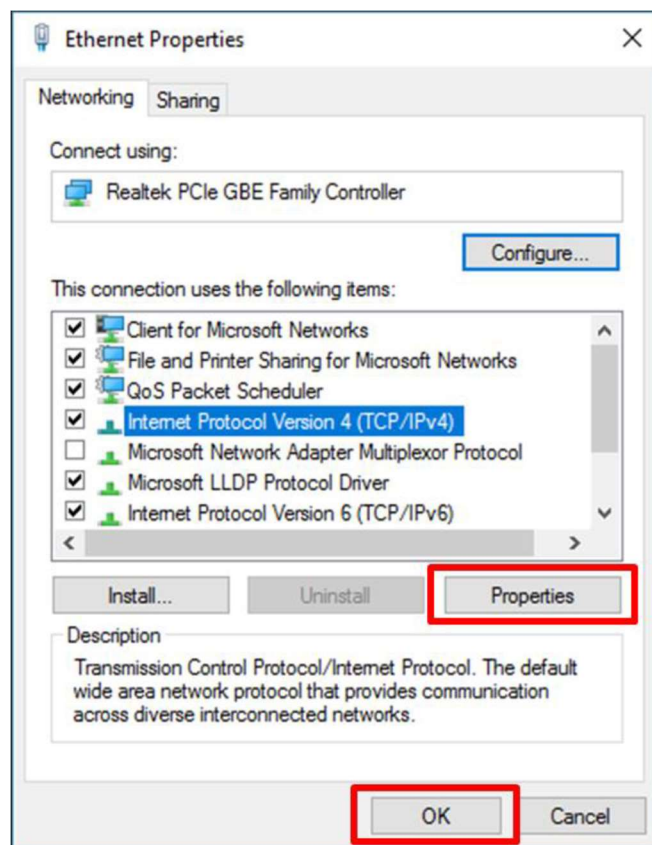 Ethernet Properties
Networking Sharing
Connect using:
Realtek PCIe GBE Family Controller
Configure...
This connection uses the following items:
Client for Microsoft Networks
File and Printer Sharing for Microsoft Networks
QoS Packet Scheduler
Internet Protocol Version 4 (TCP/IPv4)
Microsoft Network Adapter Multiplexor Protocol
Microsoft LLDP Protocol Driver
Internet Protocol Version 6 (TCP/IPv6)
Install... Uninstall Properties
Description
Transmission Control Protocol/Internet Protocol. The default
wide area network protocol that provides communication
across diverse interconnected networks.
OK Cancel